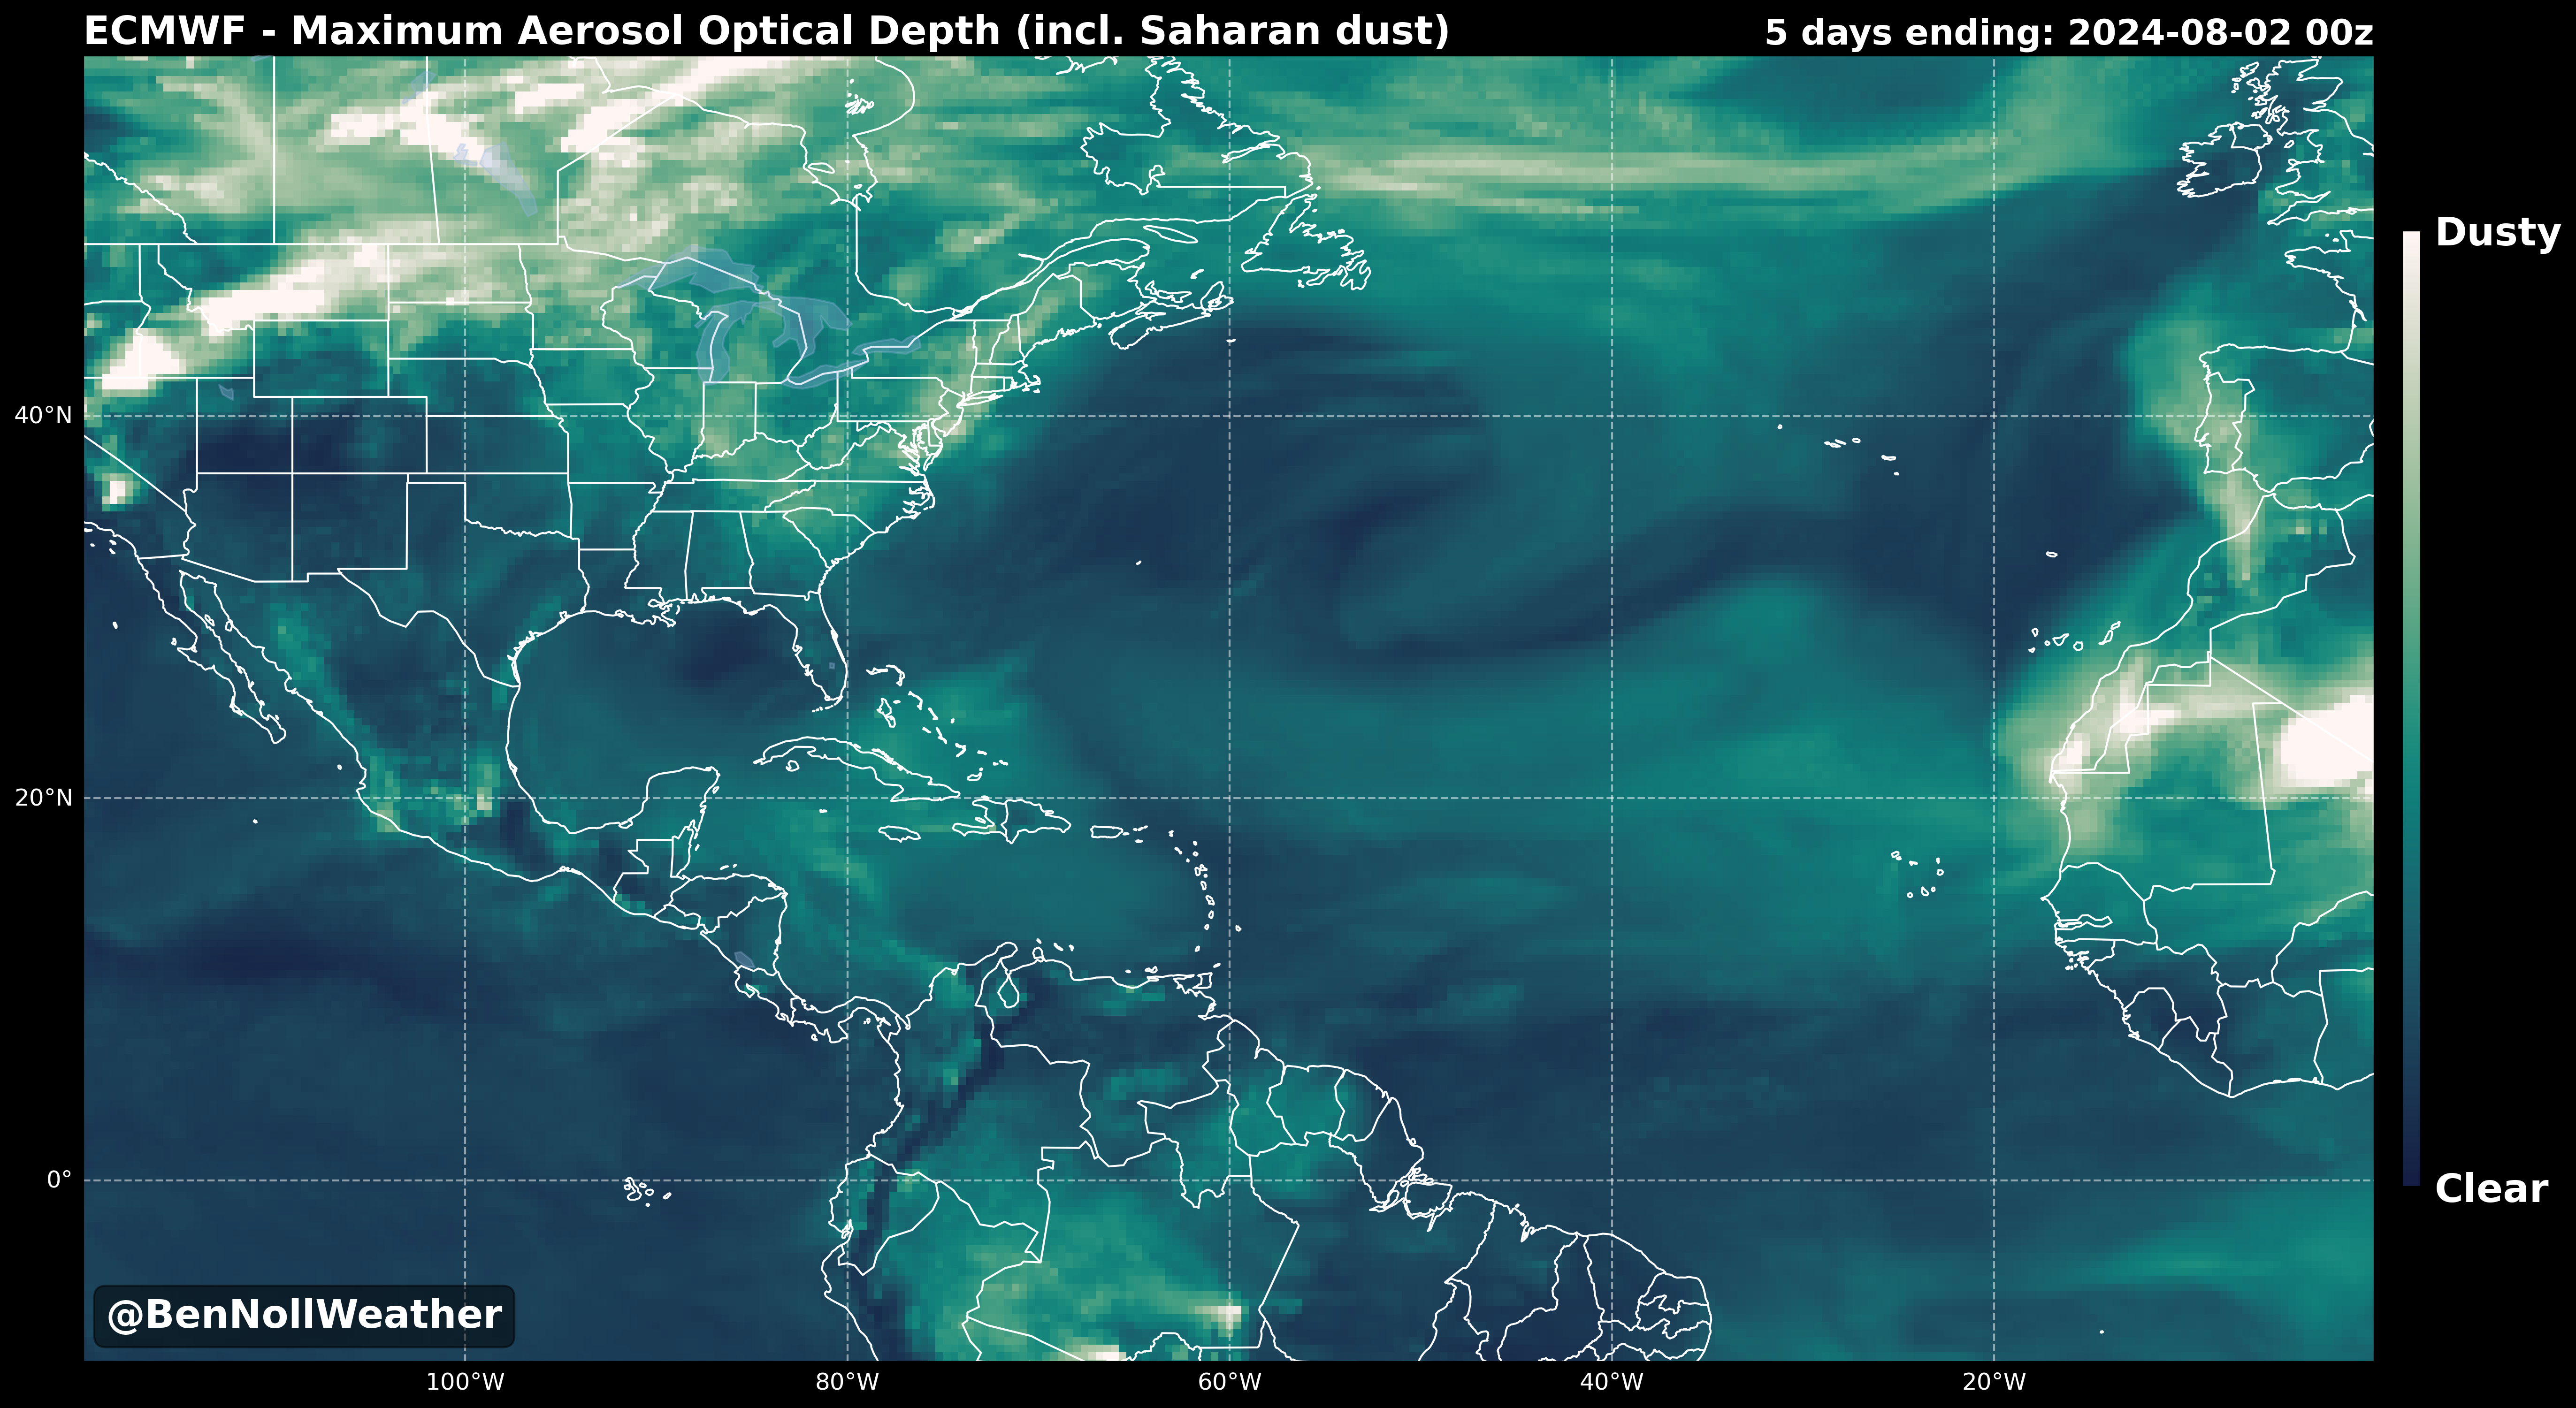 ECMWF - Maximum Aerosol Optical Depth (incl. Saharan dust)
5 days ending: 2024-08-02 00z
Dusty
40°N
20°N
0°
Clear
@BenNollWeather
100°W
80°W
60°W
40°W
20°W